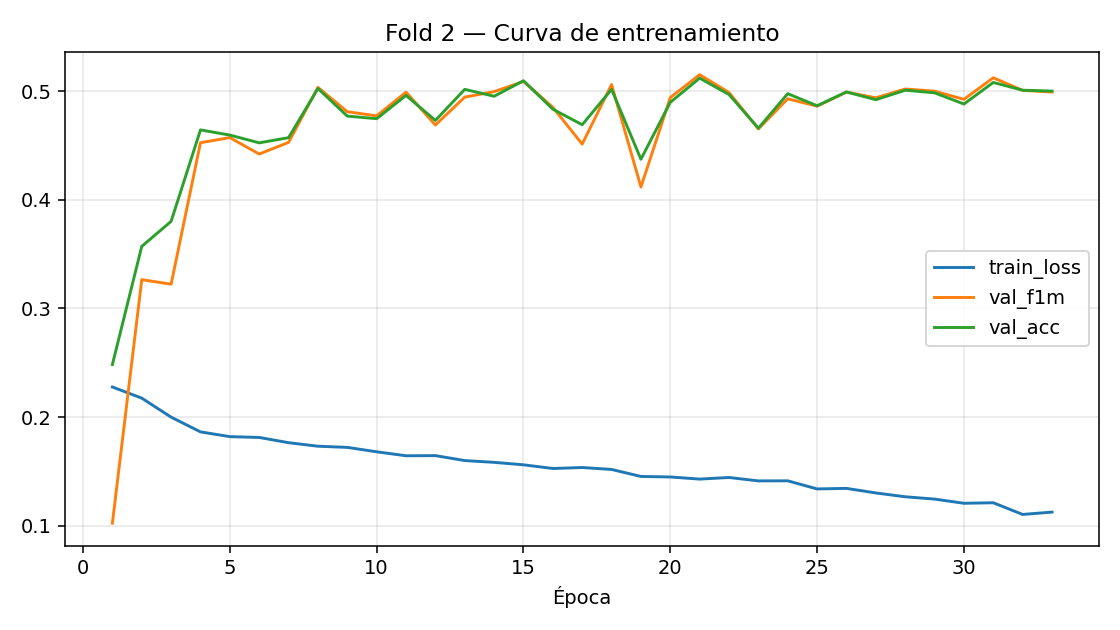 Fold 2 — Curva de entrenamiento
0.5
0.4
0.3
0.2
0.1
train_loss
val_f1m
val_acc
0 5 10 15 20 25 30
Época